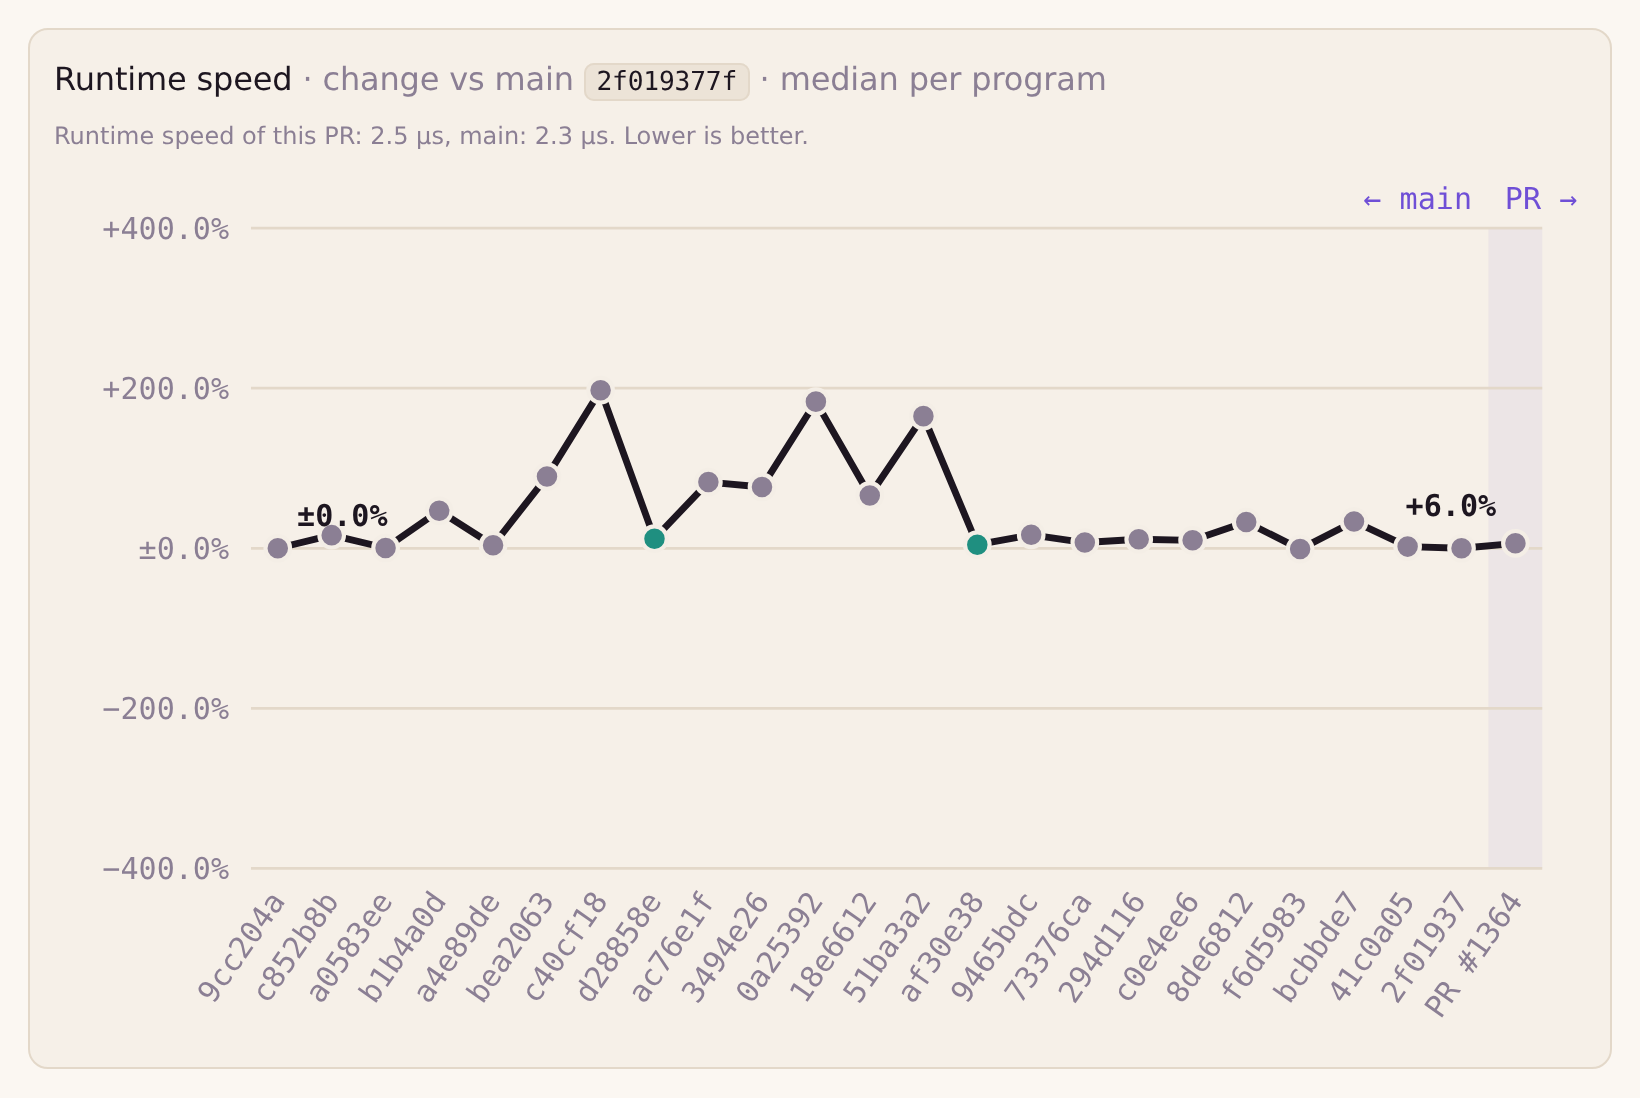 Runtime speed · change vs main 2f019377f · median per program
Runtime speed of this PR: 2.5 µs, main: 2.3 µs. Lower is better.
← main PR →
+400.0%
+200.0%
±0.0%
−200.0%
−400.0%
±0.0%
+6.0%
9cc204a
c852b8b
a0583ee
b1b4a0d
a4e89de
bea2063
c40cf18
d28858e
ac76e1f
3494e26
0a25392
18e6612
51ba3a2
af30e38
9465bdc
73376ca
294d116
c0e4ee6
8de6812
f6d5983
bcbbde7
41c0a05
2f01937
PR #1364